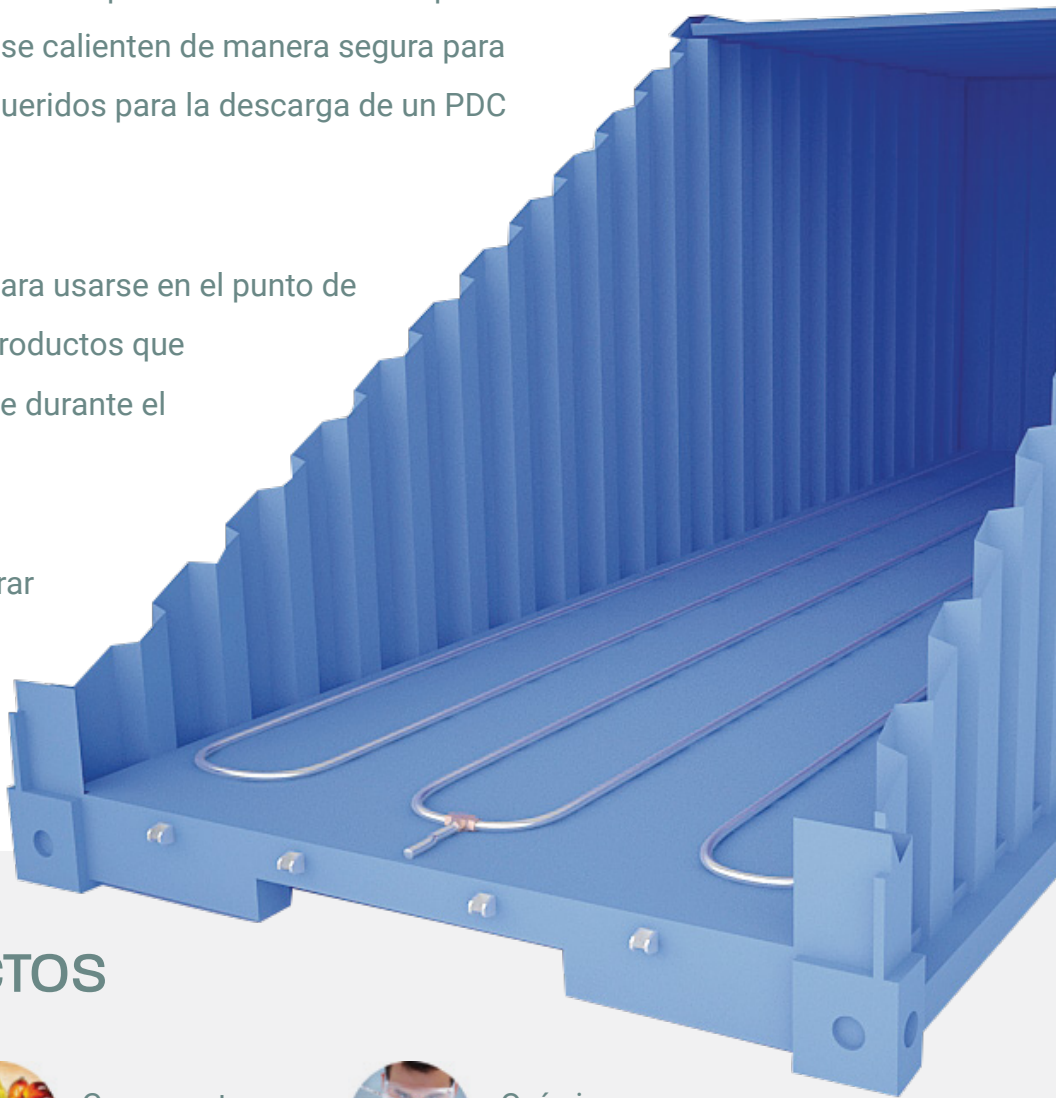 se calienten de manera segura para
ueridos para la descarga de un PDC
ara usarse en el punto de
roductos que
e durante el
rar
CTOS